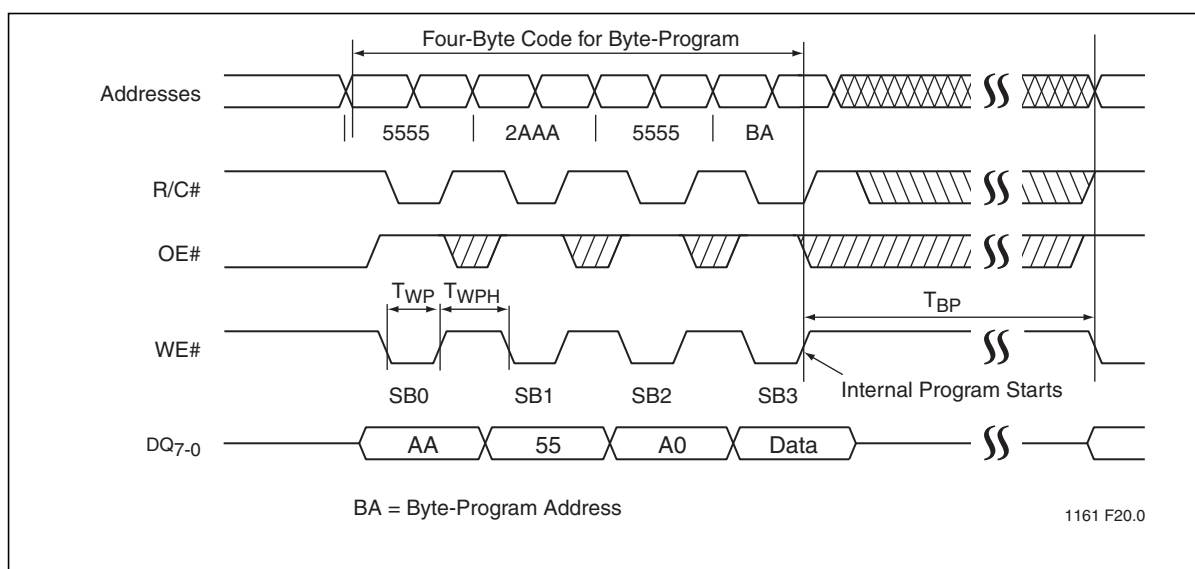 Four-Byte Code for Byte-Program
Addresses
5555 2AAA 5555 BA
R/C#
OE#
TWP TWPH TBP
WE#
Internal Program Starts
SB0 SB1 SB2 SB3
DQ7-0 AA 55 A0 Data
BA = Byte-Program Address
1161 F20.0